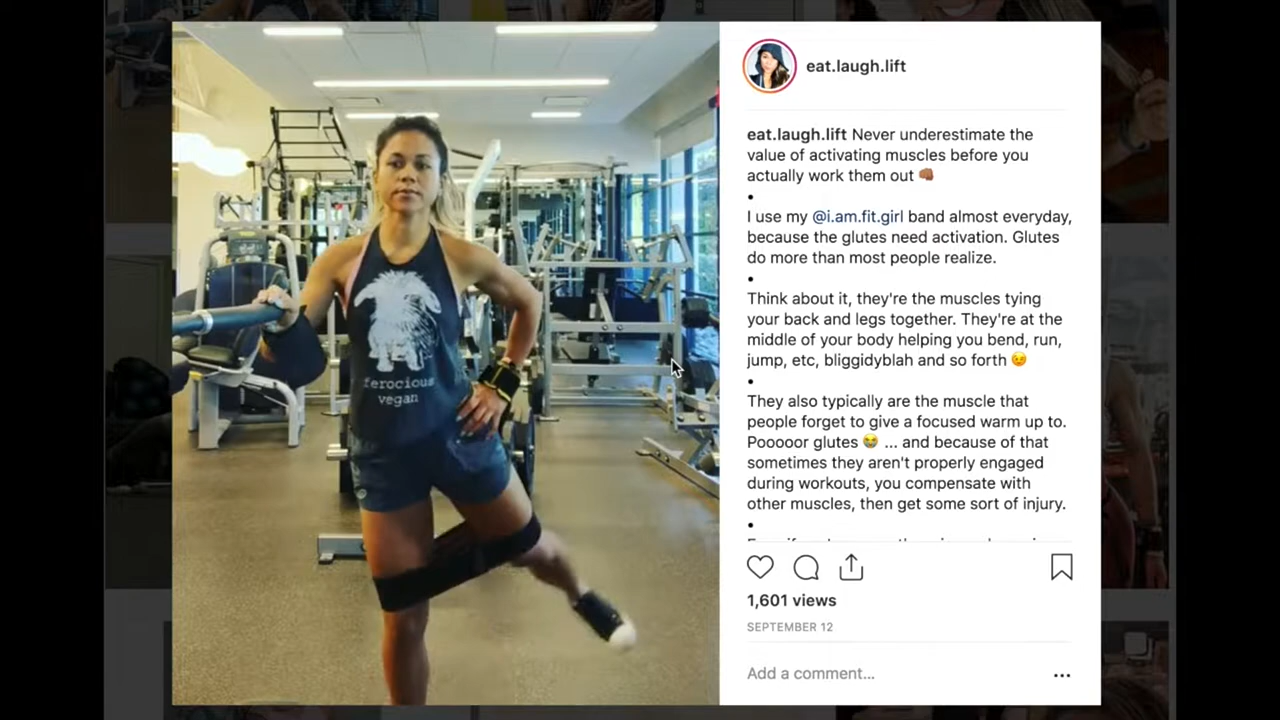 eat.laugh.lift
eat.laugh.lift Never underestimate the
value of activating muscles before you
actually work them out 👊🏾
•
I use my @i.am.fit.girl band almost everyday,
because the glutes need activation. Glutes
do more than most people realize.
•
Think about it, they're the muscles tying
your back and legs together. They're at the
middle of your body helping you bend, run,
jump, etc, bliggidyblah and so forth 😉
•
They also typically are the muscle that
people forget to give a focused warm up to.
Pooooor glutes 😂 ... and because of that
sometimes they aren't properly engaged
during workouts, you compensate with
other muscles, then get some sort of injury.
•
1,601 views
SEPTEMBER 12
Add a comment...
ferocious
vegan